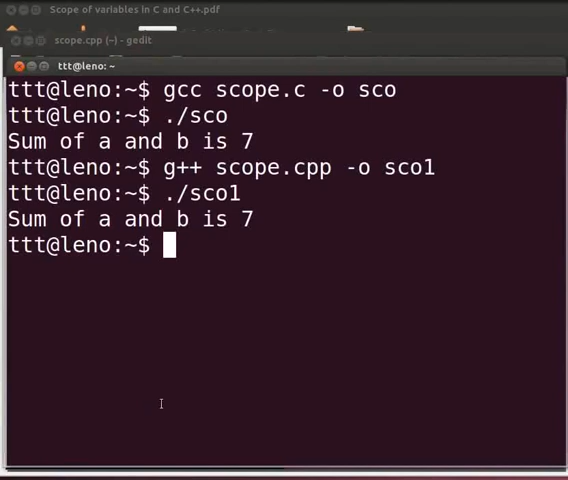 Scope of variables in C and C++.pdf
scope.cpp (~) - gedit
ttt@leno: ~
ttt@leno:~$ gcc scope.c -o sco
ttt@leno:~$ ./sco
Sum of a and b is 7
ttt@leno:~$ g++ scope.cpp -o sco1
ttt@leno:~$ ./sco1
Sum of a and b is 7
ttt@leno:~$